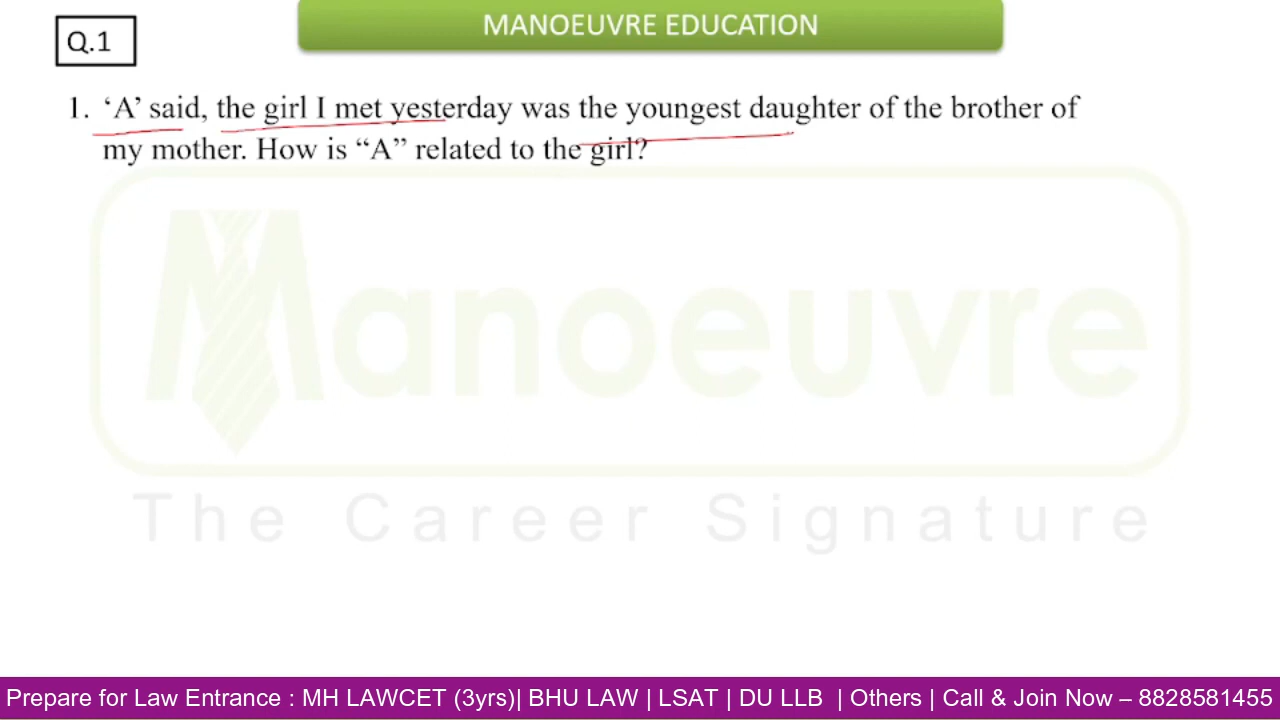 MANOEUVRE EDUCATION
Q.1
1. ‘A’ said, the girl I met yesterday was the youngest daughter of the brother of
my mother. How is “A” related to the girl?
Manoeuvre
The Career Signature
Prepare for Law Entrance : MH LAWCET (3yrs)| BHU LAW | LSAT | DU LLB | Others | Call & Join Now – 8828581455